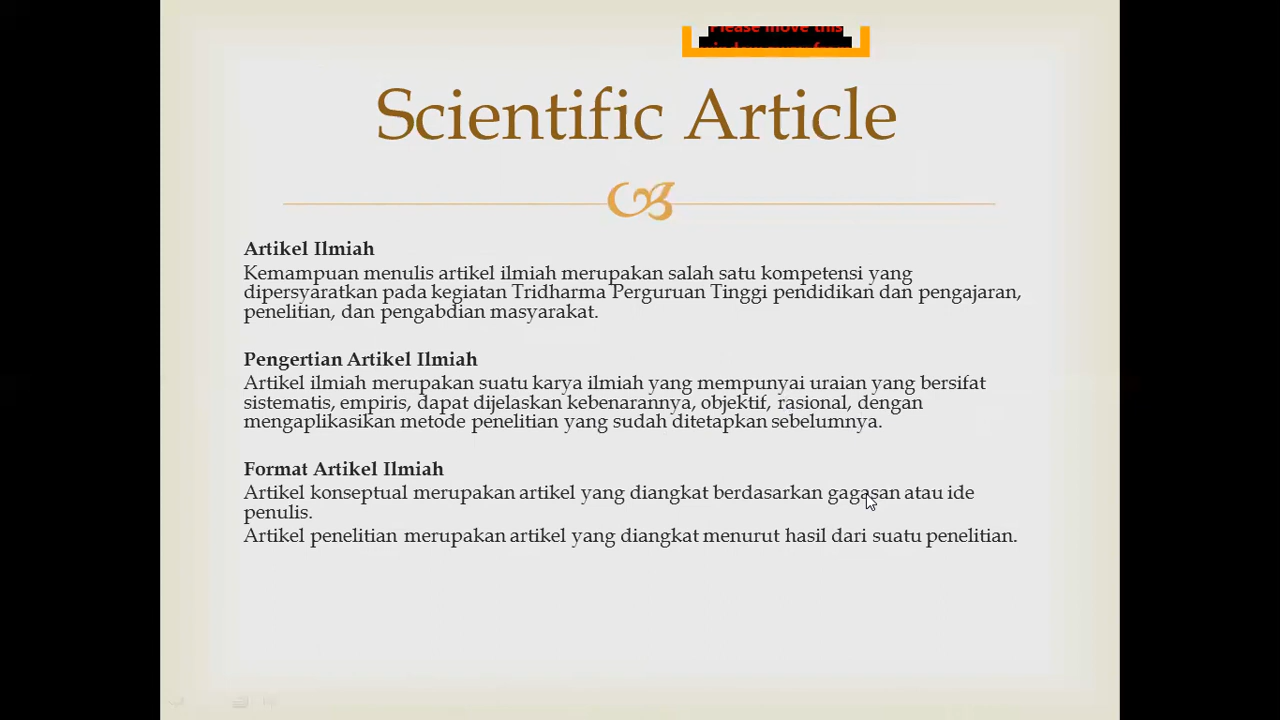 Please move this
Scientific Article
Artikel Ilmiah
Kemampuan menulis artikel ilmiah merupakan salah satu kompetensi yang
dipersyaratkan pada kegiatan Tridharma Perguruan Tinggi pendidikan dan pengajaran,
penelitian, dan pengabdian masyarakat.
Pengertian Artikel Ilmiah
Artikel ilmiah merupakan suatu karya ilmiah yang mempunyai uraian yang bersifat
sistematis, empiris, dapat dijelaskan kebenarannya, objektif, rasional, dengan
mengaplikasikan metode penelitian yang sudah ditetapkan sebelumnya.
Format Artikel Ilmiah
Artikel konseptual merupakan artikel yang diangkat berdasarkan gagasan atau ide
penulis.
Artikel penelitian merupakan artikel yang diangkat menurut hasil dari suatu penelitian.